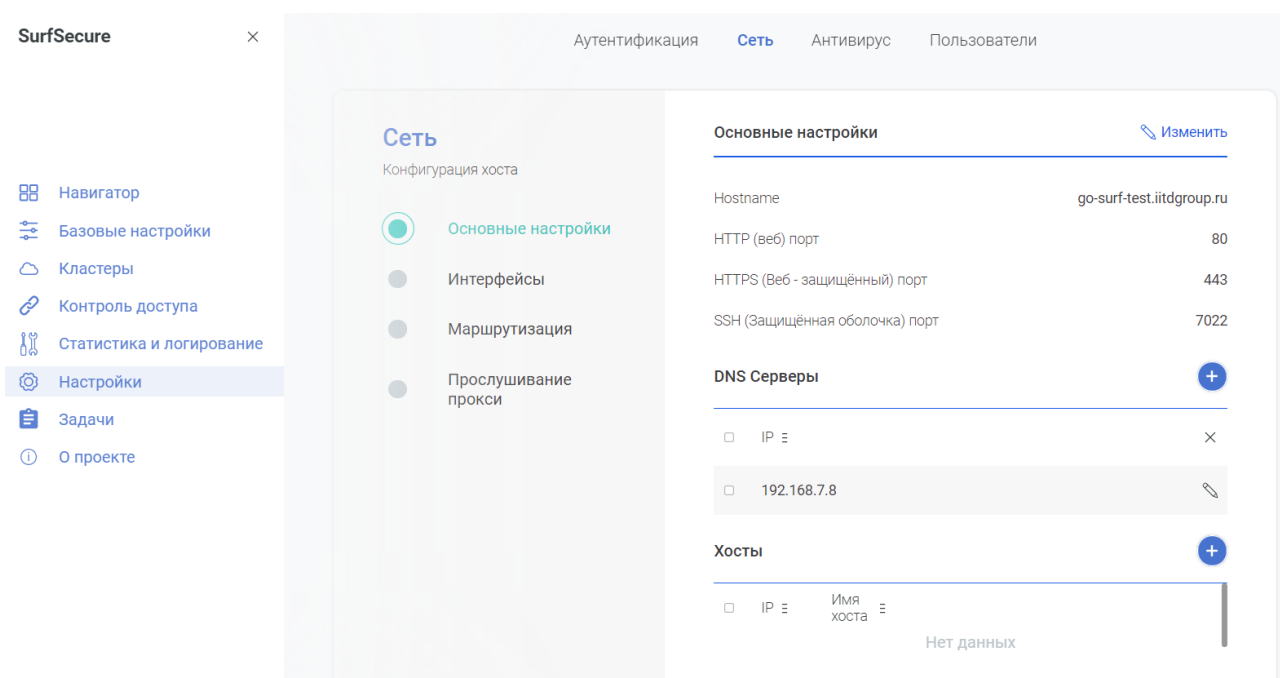 SurfSecure
Аутентификация Сеть Антивирус Пользователи
Навигатор
Базовые настройки
Кластеры
Контроль доступа
Статистика и логирование
Настройки
Задачи
О проекте
Сеть
Конфигурация хоста
Основные настройки
Интерфейсы
Маршрутизация
Прослушивание
прокси
Основные настройки Изменить
Hostname go-surf-test.iitdgroup.ru
HTTP (веб) порт 80
HTTPS (Веб - защищённый) порт 443
SSH (Защищённая оболочка) порт 7022
DNS Серверы
IP
192.168.7.8
Хосты
IP Имя
хоста
Нет данных